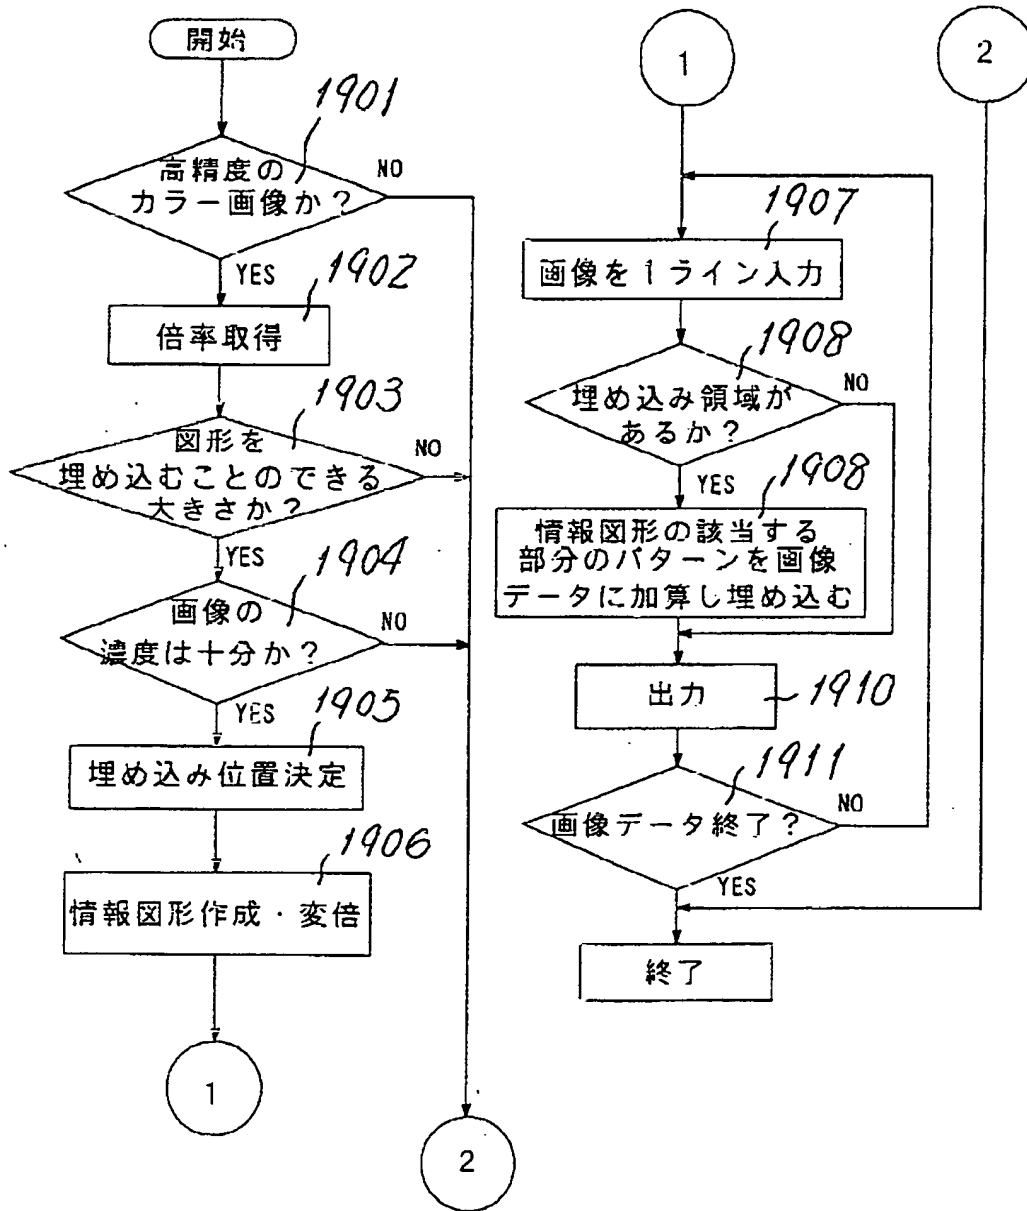 開始
1901
高精度の
カラー画像か?
NO
YES
1902
倍率取得
1903
図形を
埋め込むことのできる
大きさか?
NO
YES
1904
画像の
濃度は十分か?
NO
YES
1905
埋め込み位置決定
1906
情報図形作成・変倍
1
2
1
2
1907
画像を1ライン入力
1908
埋め込み領域が
あるか?
NO
YES
1908
情報図形の該当する
部分のパターンを画像
データに加算し埋め込む
出力
1910
1911
画像データ終了?
NO
YES
終了